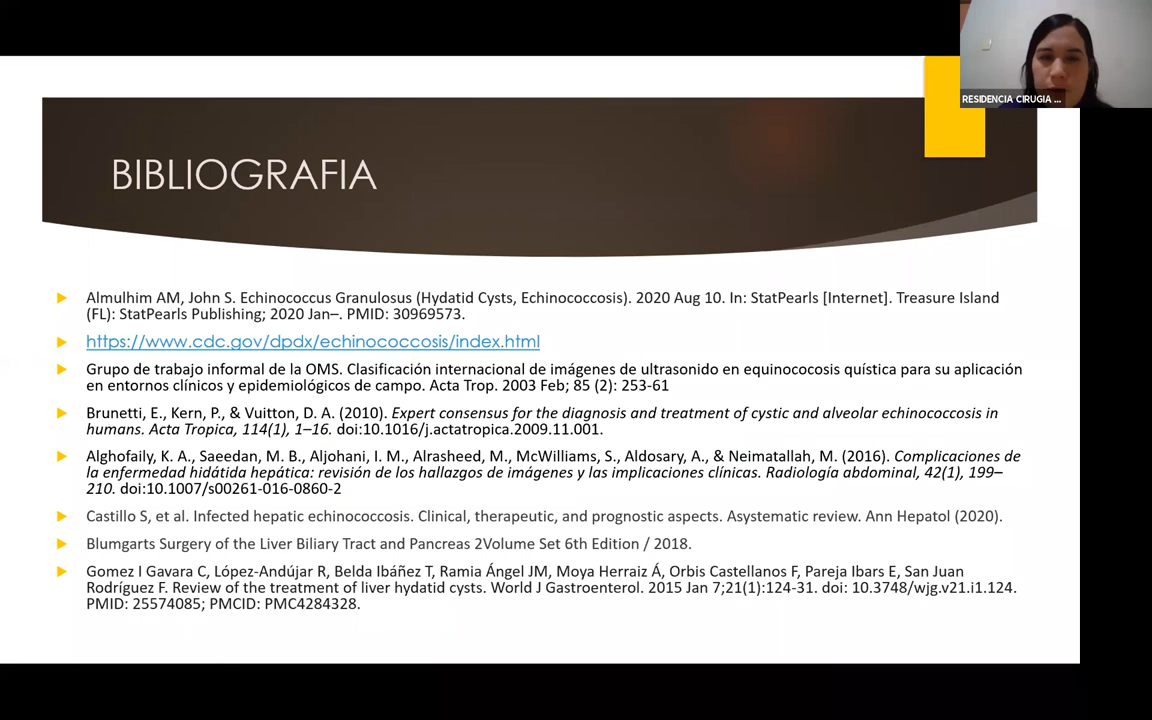 RESIDENCIA CIRUGIA ...
BIBLIOGRAFIA
Almulhim AM, John S. Echinococcus Granulosus (Hydatid Cysts, Echinococcosis). 2020 Aug 10. In: StatPearls [Internet]. Treasure Island
(FL): StatPearls Publishing; 2020 Jan–. PMID: 30969573.
https://www.cdc.gov/dpdx/echinococcosis/index.html
Grupo de trabajo informal de la OMS. Clasificación internacional de imágenes de ultrasonido en equinococosis quística para su aplicación
en entornos clínicos y epidemiológicos de campo. Acta Trop. 2003 Feb; 85 (2): 253-61
Brunetti, E., Kern, P., & Vuitton, D. A. (2010). Expert consensus for the diagnosis and treatment of cystic and alveolar echinococcosis in
humans. Acta Tropica, 114(1), 1–16. doi:10.1016/j.actatropica.2009.11.001.
Alghofaily, K. A., Saeedan, M. B., Aljohani, I. M., Alrasheed, M., McWilliams, S., Aldosary, A., & Neimatallah, M. (2016). Complicaciones de
la enfermedad hidátida hepática: revisión de los hallazgos de imágenes y las implicaciones clínicas. Radiología abdominal, 42(1), 199–
210. doi:10.1007/s00261-016-0860-2
Castillo S, et al. Infected hepatic echinococcosis. Clinical, therapeutic, and prognostic aspects. Asystematic review. Ann Hepatol (2020).
Blumgarts Surgery of the Liver Biliary Tract and Pancreas 2Volume Set 6th Edition / 2018.
Gomez I Gavara C, López-Andújar R, Belda Ibáñez T, Ramia Ángel JM, Moya Herraiz Á, Orbis Castellanos F, Pareja Ibars E, San Juan
Rodríguez F. Review of the treatment of liver hydatid cysts. World J Gastroenterol. 2015 Jan 7;21(1):124-31. doi: 10.3748/wjg.v21.i1.124.
PMID: 25574085; PMCID: PMC4284328.